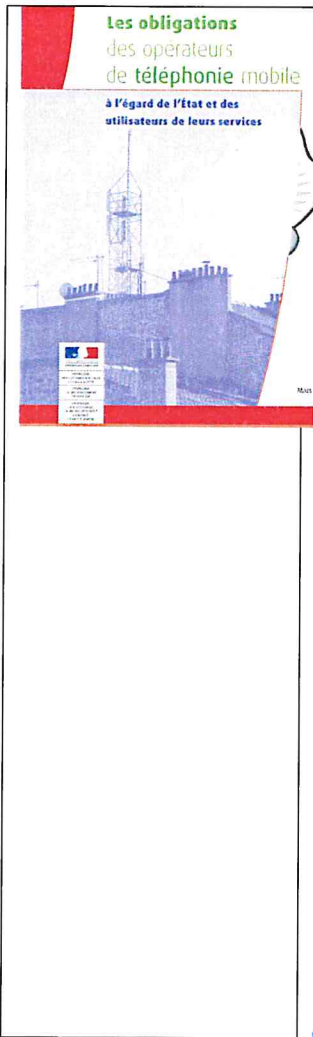 Les obligations
des opérateurs
de téléphonie mobile
à l'égard de l'État et des
utilisateurs de leurs services